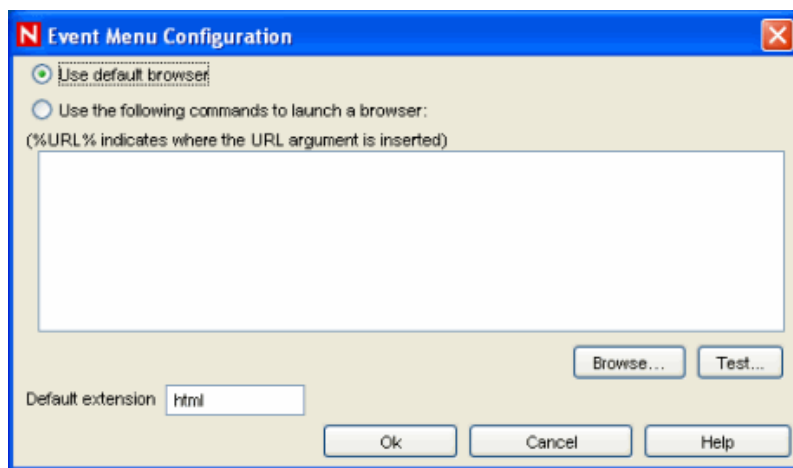 N Event Menu Configuration
Use default browser
Use the following commands to launch a browser:
(%URL% indicates where the URL argument is inserted)
Browse... Test...
Default extension html
Ok Cancel Help